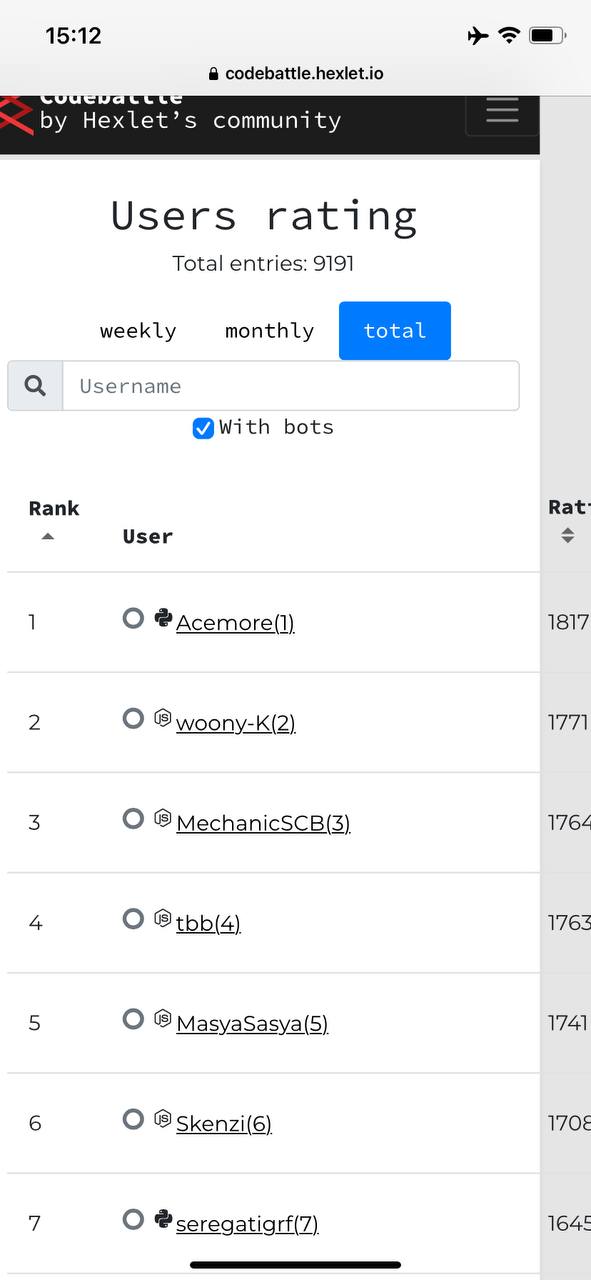 15:12
codebattle.hexlet.io
Codebattle
by Hexlet's community
Users rating
Total entries: 9191
weekly monthly total
Username
With bots
Rank
User
1 Acemore(1) 1817
2 JS woony-K(2) 1771
3 JS MechanicSCB(3) 1764
4 JS tbb(4) 1763
5 JS MasyaSasya(5) 1741
6 JS Skenzi(6) 1708
7 seregatigrf(7) 1645